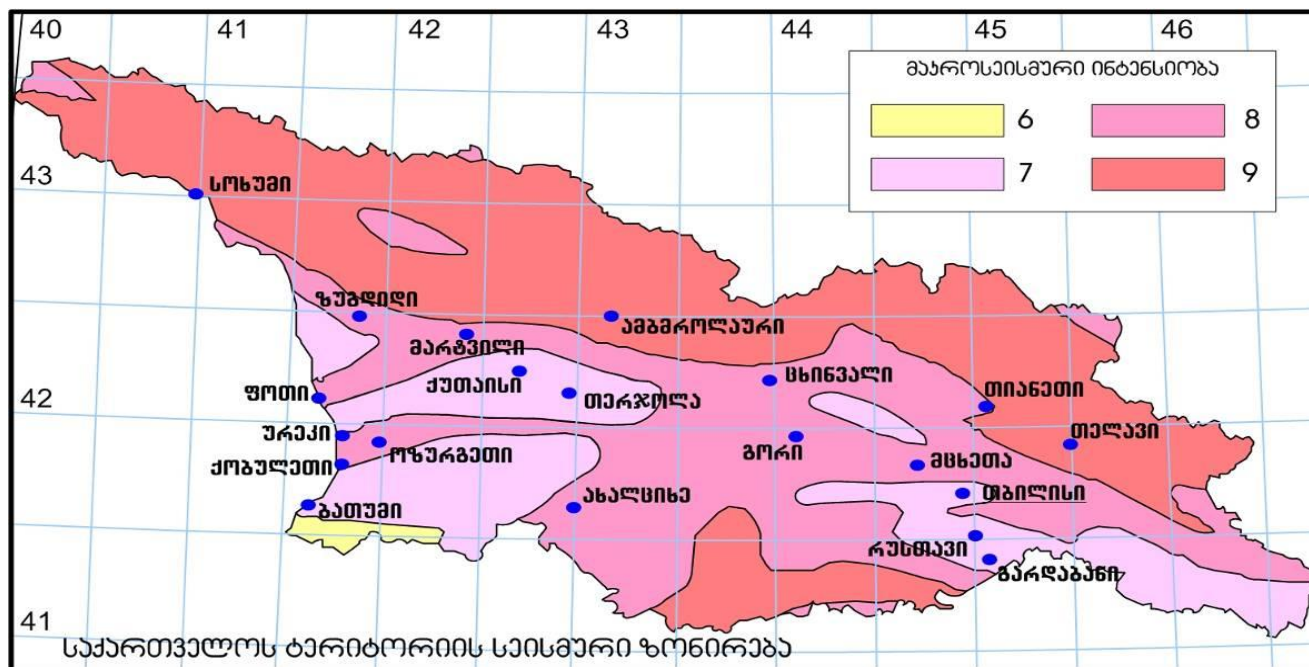 40 41 42 43 44 45 46
მაკროსეისმური ინტენსიობა
6 8
7 9
43
სოხუმი
ზუგდიდი
ამბმროლაური
მარტვილი
ცხინვალი
ქუთაისი
თიანეთი
ფოთი
თერჯოლა
42
ურეკი
თელავი
ოზურგეთი
გორი
მცხეთა
ქობულეთი
თბილისი
ახალციხე
ბათუმი
რუსთავი
გარდაბანი
41
საქართველოს ტერიტორიის სეისმური ზონირება